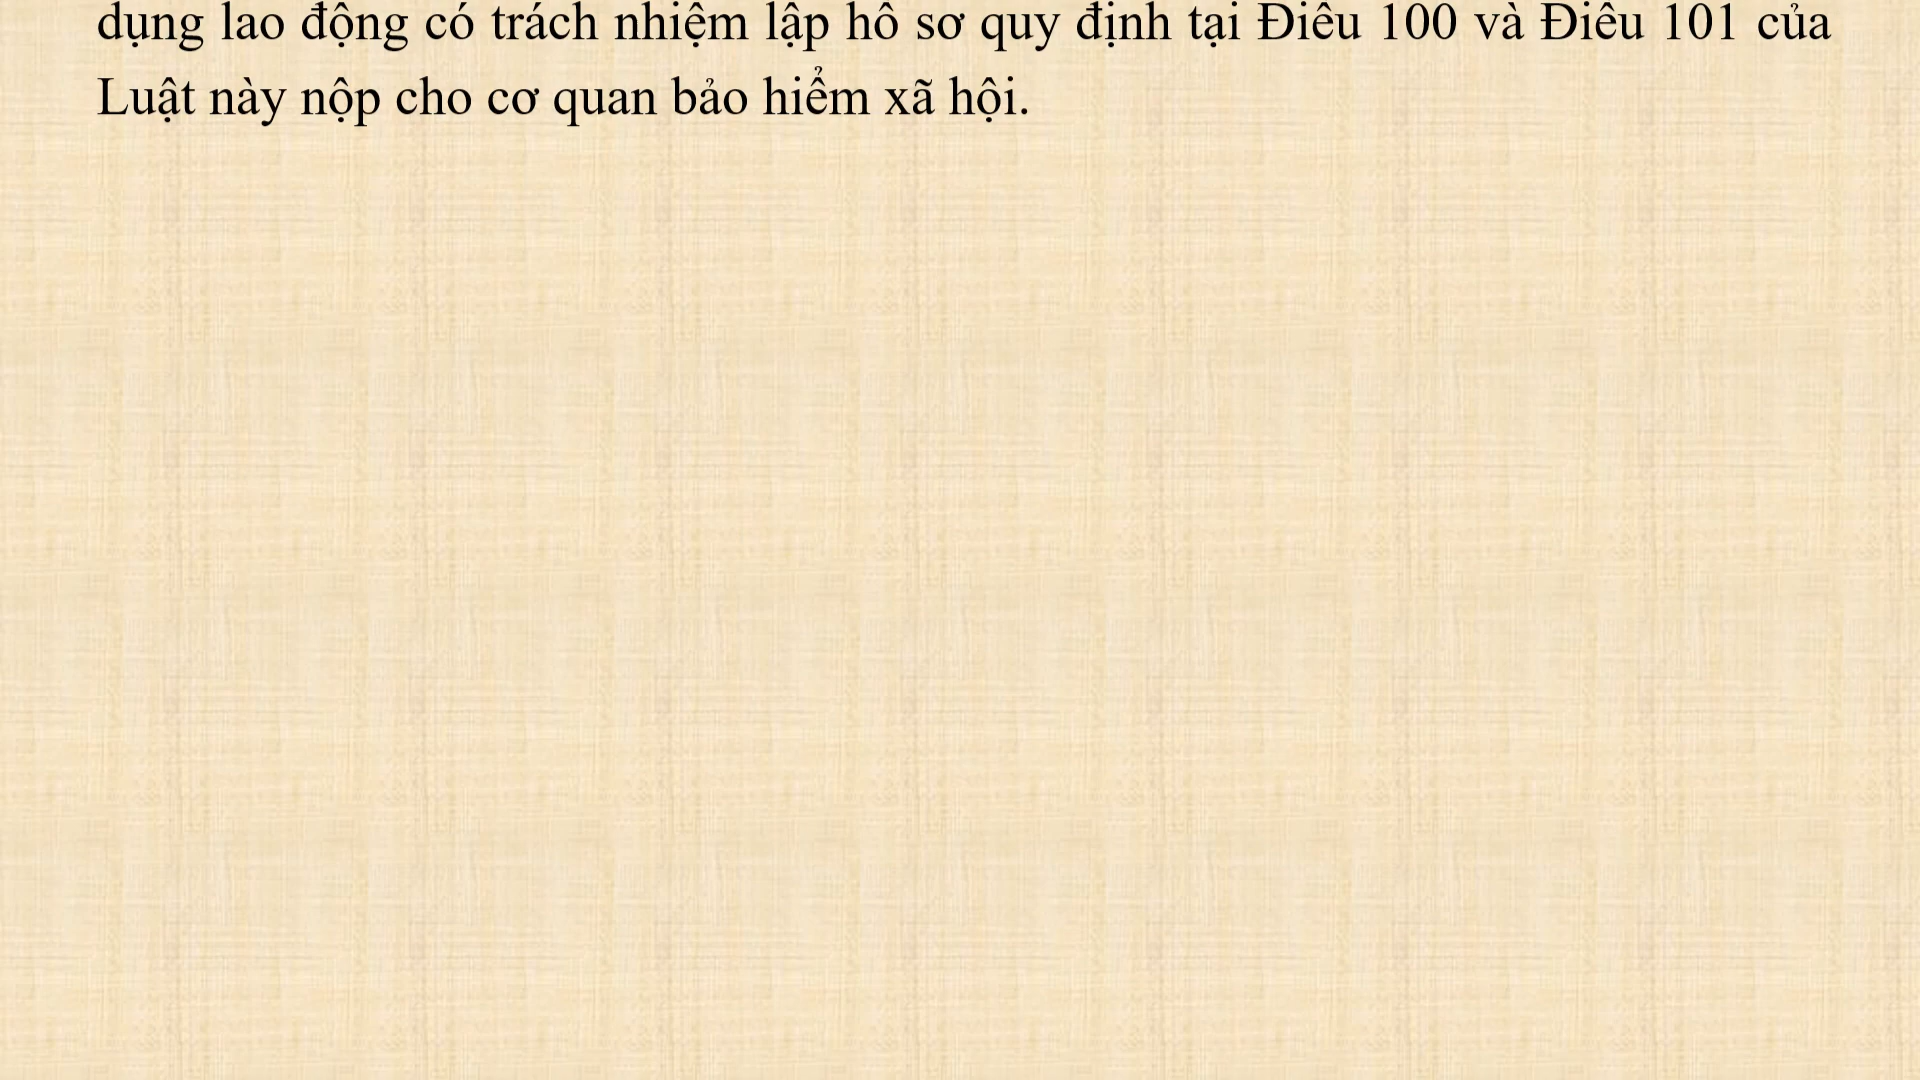 dụng lao động có trách nhiệm lập hồ sơ quy định tại Điều 100 và Điều 101 của
Luật này nộp cho cơ quan bảo hiểm xã hội.